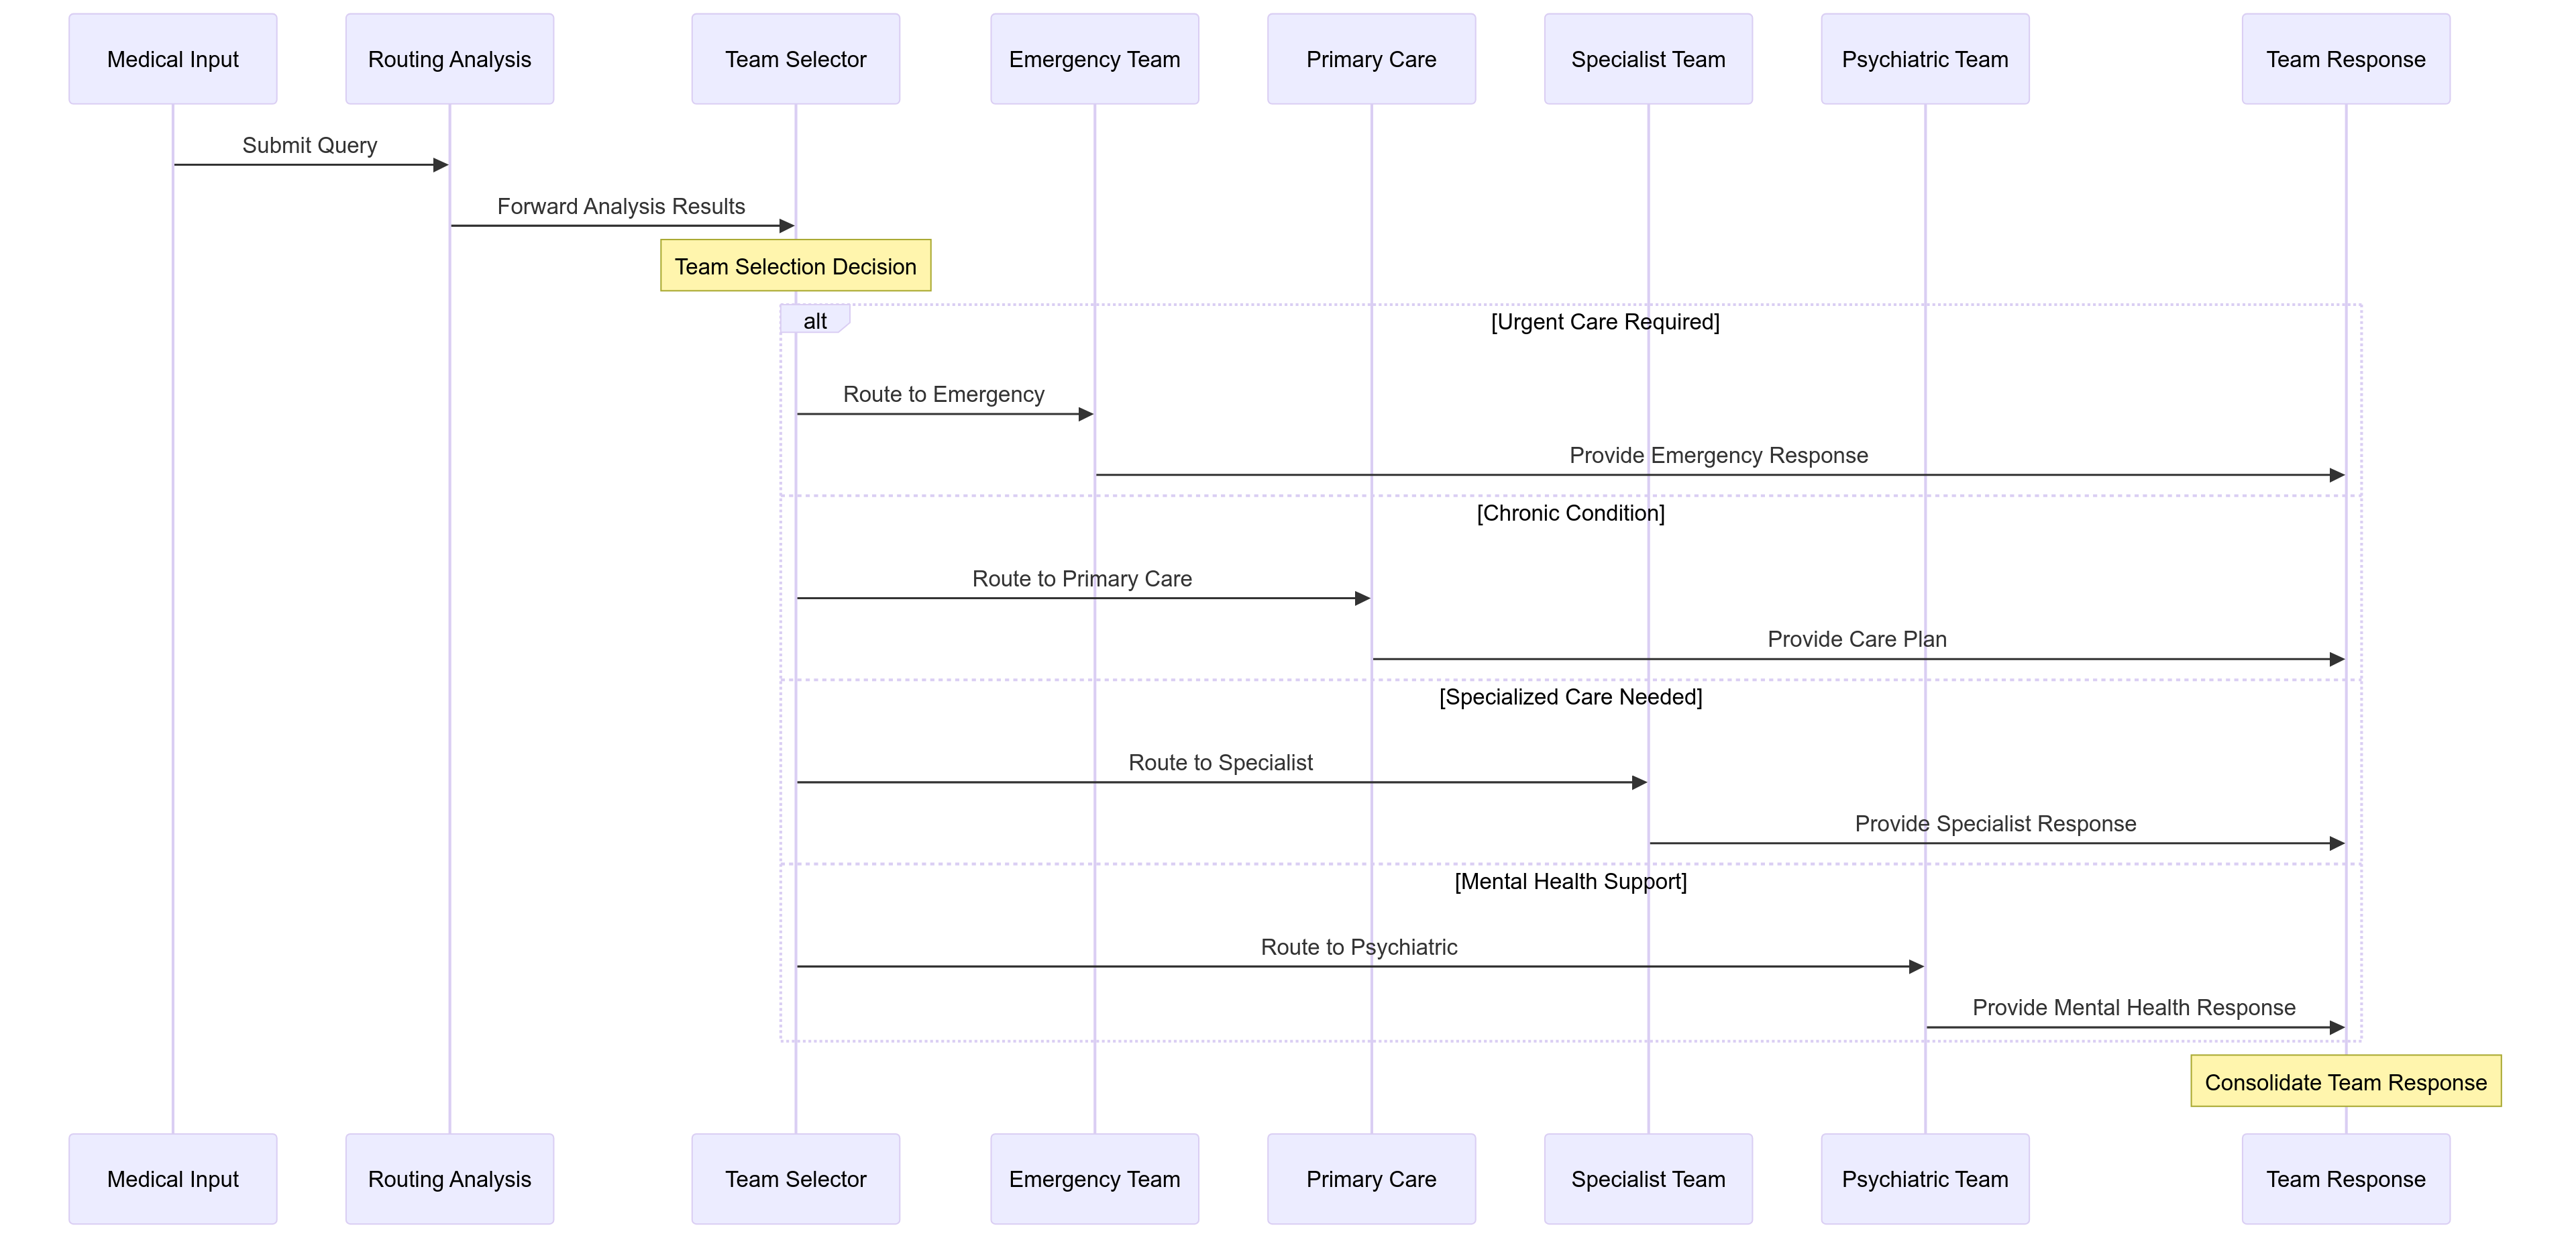 Medical Input
Routing Analysis
Team Selector
Emergency Team
Primary Care
Specialist Team
Psychiatric Team
Team Response
Submit Query
Forward Analysis Results
Team Selection Decision
alt
[Urgent Care Required]
Route to Emergency
Provide Emergency Response
[Chronic Condition]
Route to Primary Care
Provide Care Plan
[Specialized Care Needed]
Route to Specialist
Provide Specialist Response
[Mental Health Support]
Route to Psychiatric
Provide Mental Health Response
Consolidate Team Response
Medical Input
Routing Analysis
Team Selector
Emergency Team
Primary Care
Specialist Team
Psychiatric Team
Team Response